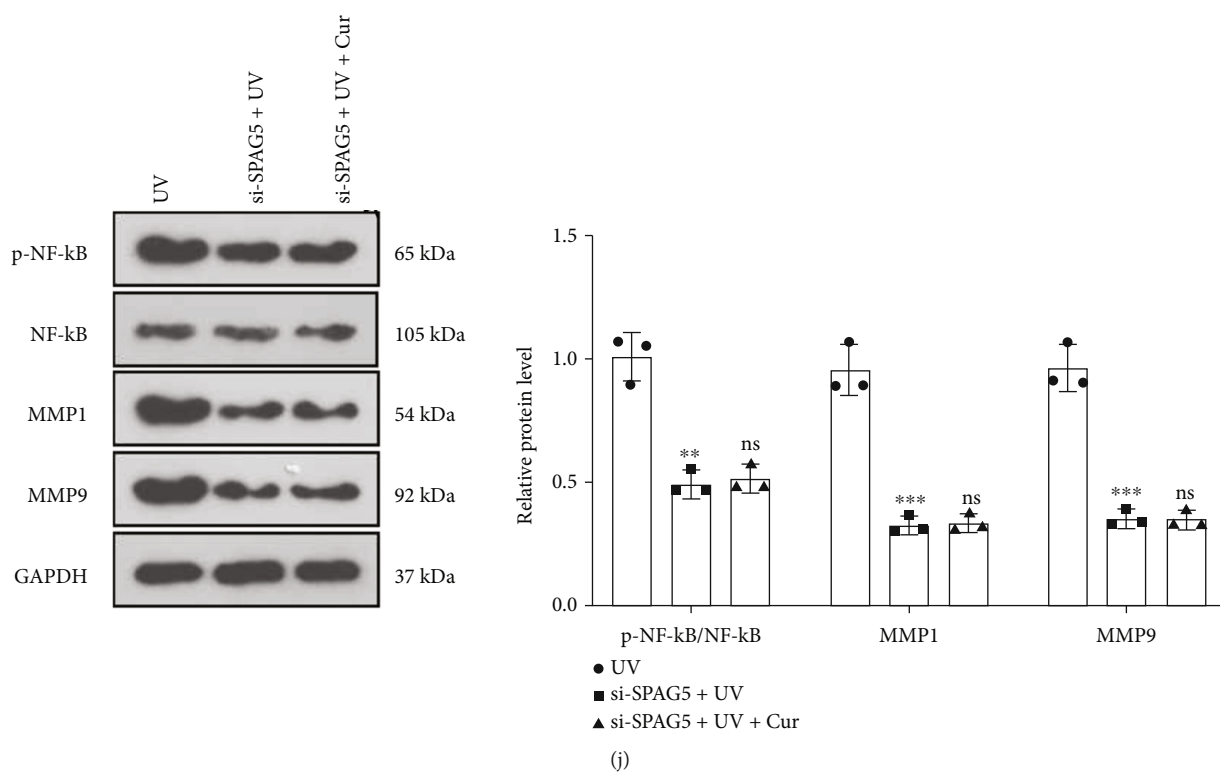 UV
si-SPAG5 + UV
si-SPAG5 + UV + Cur
p-NF-kB
65 kDa
NF-kB
105 kDa
MMP1
54 kDa
MMP9
92 kDa
GAPDH
37 kDa
Relative protein level
1.5
1.0
0.5
0.0
**
ns
***
ns
***
ns
p-NF-kB/NF-kB
MMP1
MMP9
UV
si-SPAG5 + UV
si-SPAG5 + UV + Cur
(j)